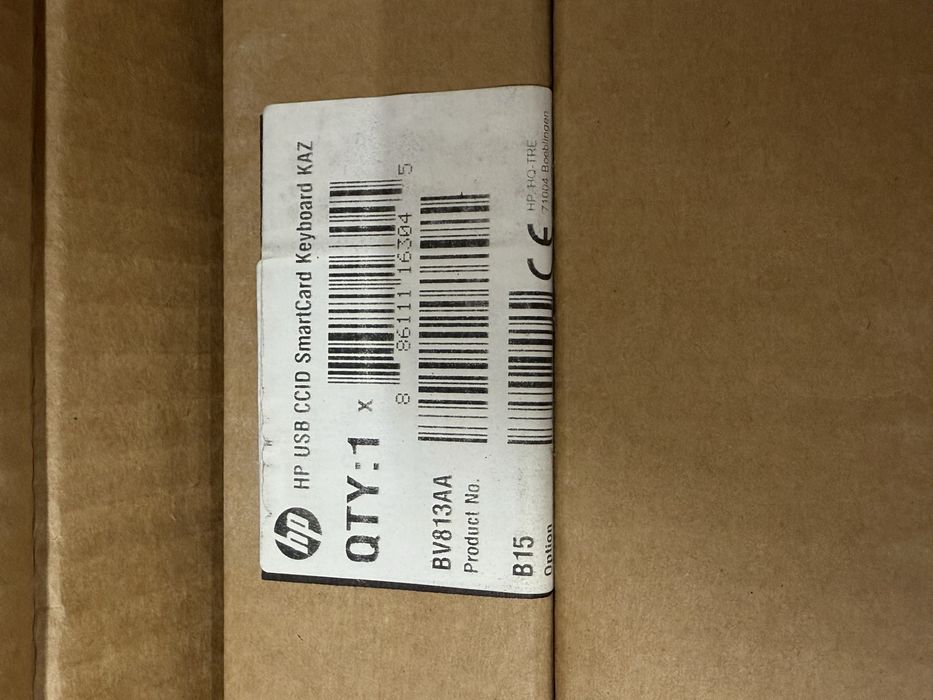 hp
HP USB CCID SmartCard Keyboard KAZ
QTY:1 x
8 86111 16304 5
BV813AA
Product No.
B15
Option
CE
HP, HQ-TRE
71004 Boeblingen